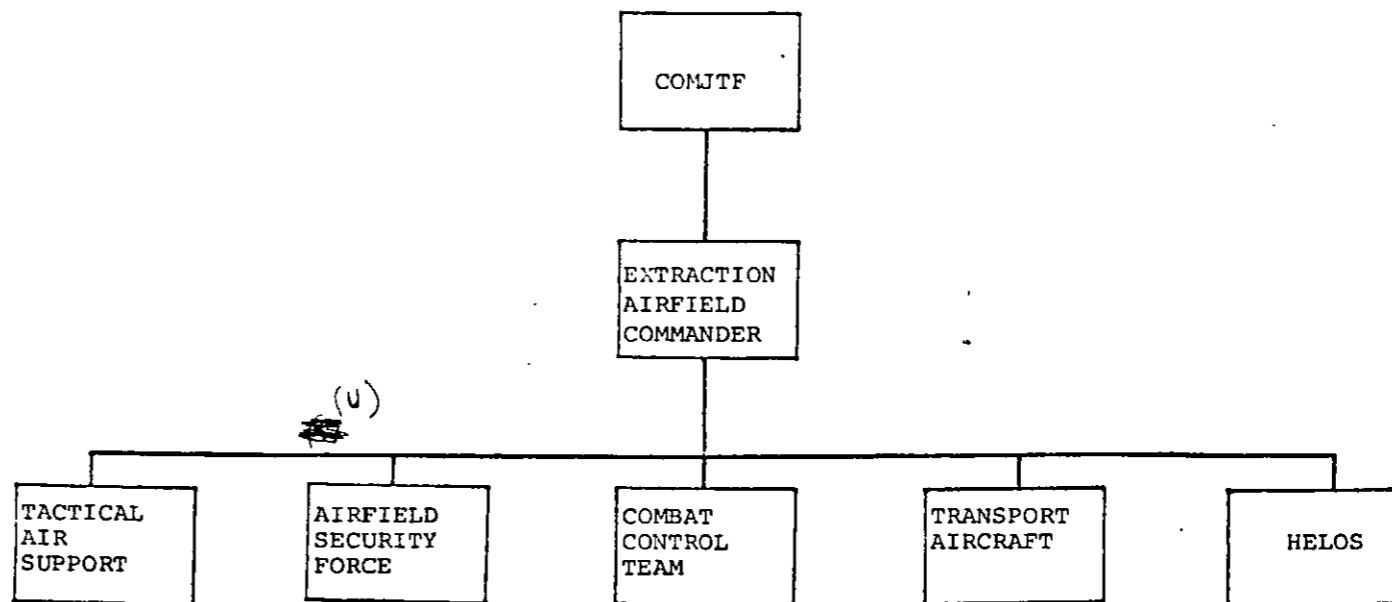 COMJTF
EXTRACTION
AIRFIELD
COMMANDER
(U)
TACTICAL
AIR
SUPPORT
AIRFIELD
SECURITY
FORCE
COMBAT
CONTROL
TEAM
TRANSPORT
AIRCRAFT
HELOS